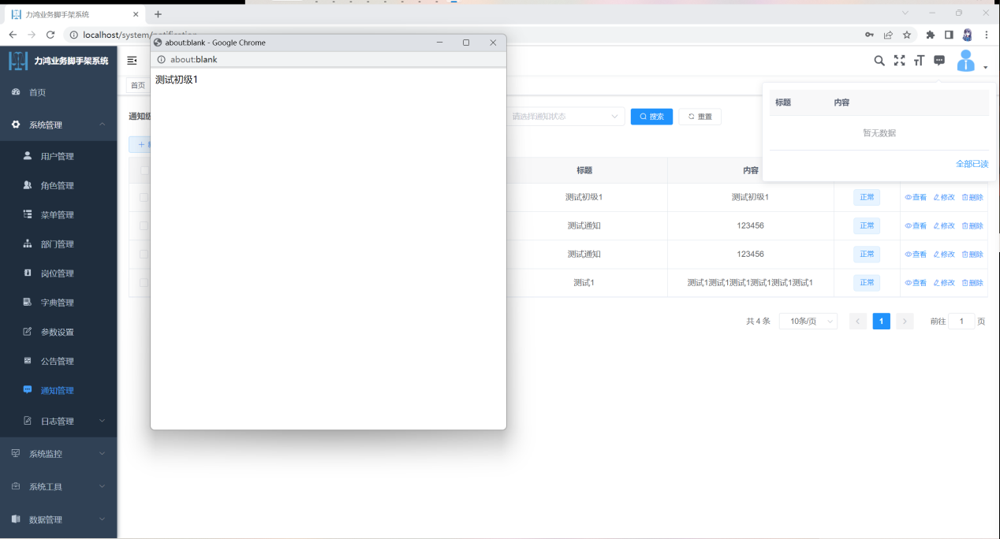 力鸿业务脚手架系统
localhost/system/notification
about:blank - Google Chrome
about:blank
测试初级1
力鸿业务脚手架系统
首页
系统管理
用户管理
角色管理
菜单管理
部门管理
岗位管理
字典管理
参数设置
公告管理
通知管理
日志管理
系统监控
系统工具
数据管理
首页
通知级
请选择通知状态
搜索
重置
标题 内容
暂无数据
全部已读
标题 内容
测试初级1 测试初级1 正常 查看 修改 删除
测试通知 123456 正常 查看 修改 删除
测试通知 123456 正常 查看 修改 删除
测试1 测试1测试1测试1测试1测试1测试1 正常 查看 修改 删除
共 4 条 10条/页 1 前往 1 页